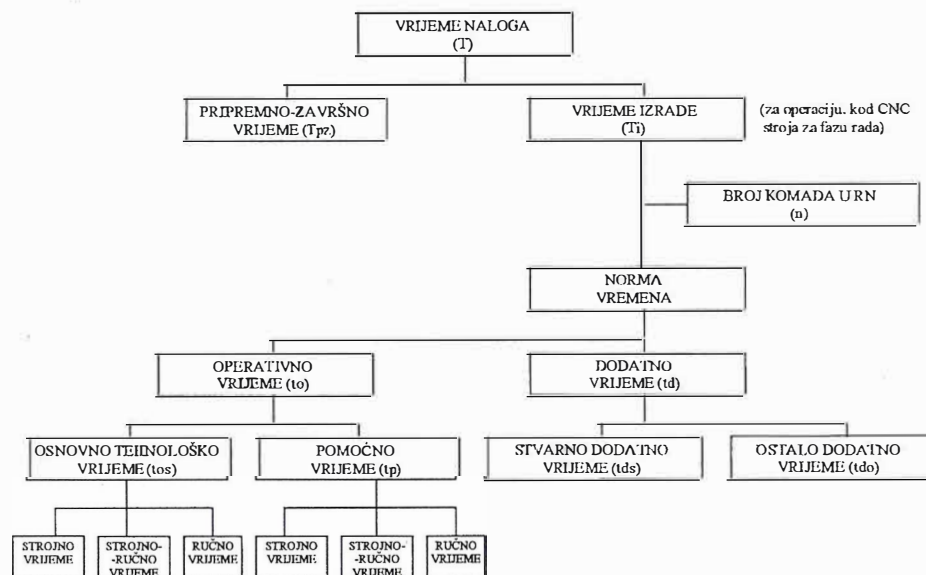 VRIJEME NALOGA
(T)
PRIPREMNO-ZAVRŠNO
VRIJEME (Tpz)
VRIJEME IZRADE
(Ti)
(za operaciju. kod CNC
stroja za fazu rada)
BROJ KOMADA U RN
(n)
NORMA
VREMENA
OPERATIVNO
VRIJEME (to)
DODATNO
VRIJEME (td)
OSNOVNO TEHNOLOŠKO
VRIJEME (tos)
POMOĆNO
VRIJEME (tp)
STVARNO DODATNO
VRIJEME (tds)
OSTALO DODATNO
VRIJEME (tdo)
STROJNO
VRIJEME
STROJNO-
-RUČNO
VRIJEME
RUČNO
VRIJEME
STROJNO
VRIJEME
STROJNO-
-RUČNO
VRIJEME
RUČNO
VRIJEME